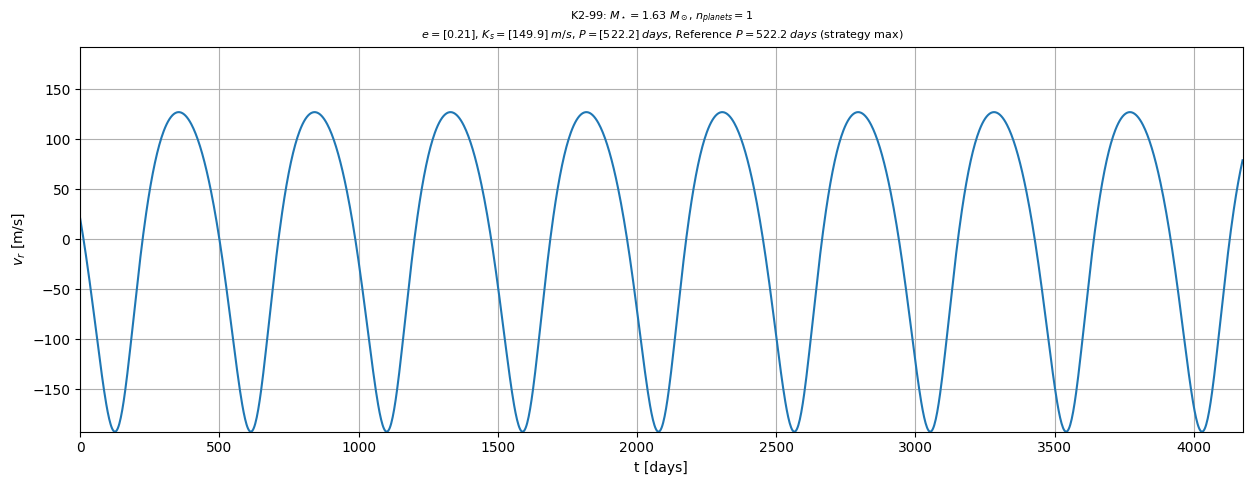 K2-99: $M_\star = 1.63\ M_\odot$, $n_{planets} = 1$
$e = [0.21]$, $K_s = [149.9]\ m/s$, $P = [522.2]\ days$, Reference $P = 522.2\ days$ (strategy max)
150
100
50
0
−50
−100
−150
$v_r$ [m/s]
0 500 1000 1500 2000 2500 3000 3500 4000
t [days]